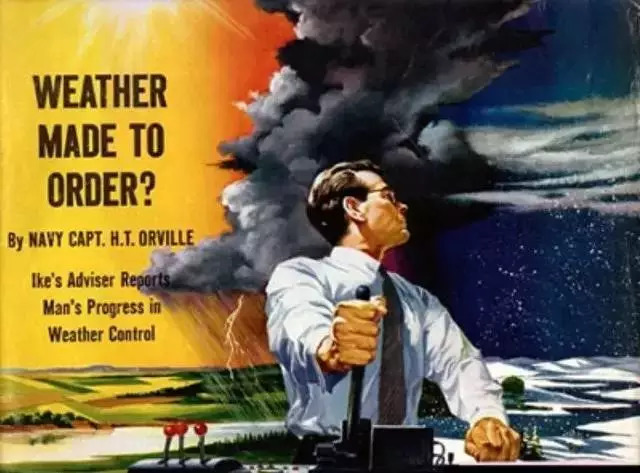 WEATHER
MADE TO
ORDER?
By NAVY CAPT. H.T. ORVILLE
Ike's Adviser Reports
Man's Progress in
Weather Control